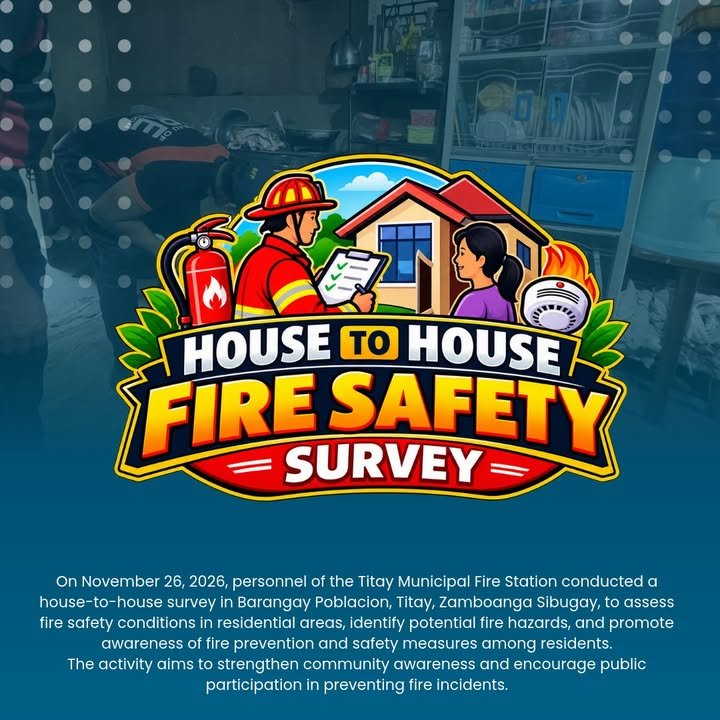 HOUSE TO HOUSE
FIRE SAFETY
SURVEY
On November 26, 2026, personnel of the Titay Municipal Fire Station conducted a
house-to-house survey in Barangay Poblacion, Titay, Zamboanga Sibugay, to assess
fire safety conditions in residential areas, identify potential fire hazards, and promote
awareness of fire prevention and safety measures among residents.
The activity aims to strengthen community awareness and encourage public
participation in preventing fire incidents.